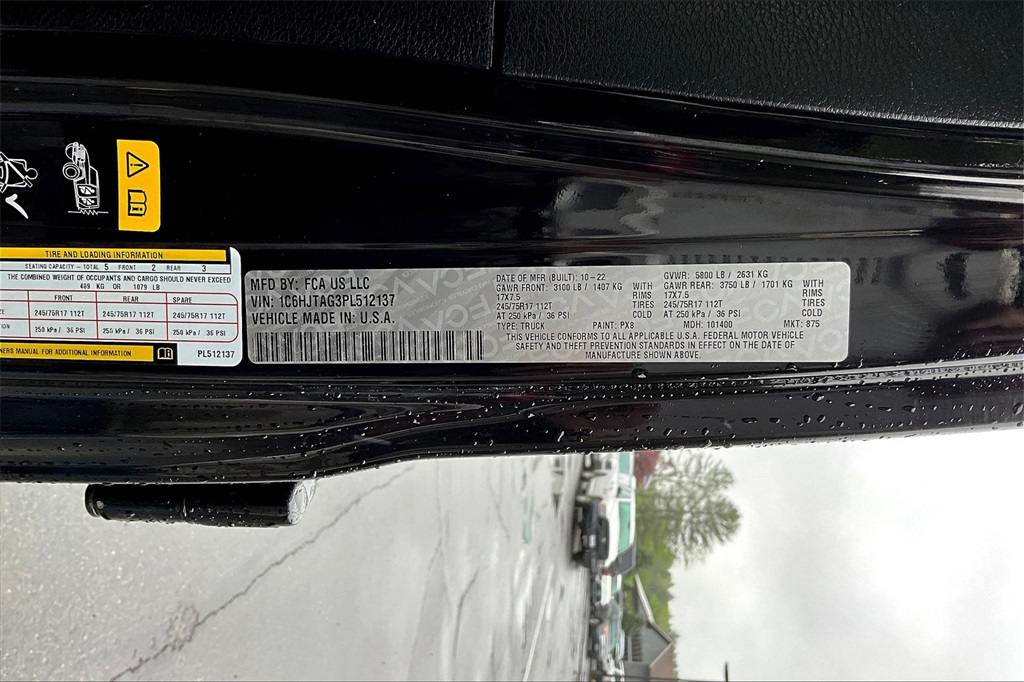 TIRE AND LOADING INFORMATION
SEATING CAPACITY - TOTAL 5 FRONT 2 REAR 3
THE COMBINED WEIGHT OF OCCUPANTS AND CARGO SHOULD NEVER EXCEED
489 KG OR 1079 LB
FRONT REAR SPARE
245/75R17 112T 245/75R17 112T 245/75R17 112T
250 kPa / 36 PSI 250 kPa / 36 PSI 250 kPa / 36 PSI
OWNERS MANUAL FOR ADDITIONAL INFORMATION PL512137
MFD BY: FCA US LLC
VIN: 1C6HJTAG3PL512137
VEHICLE MADE IN: U.S.A.
DATE OF MFR (BUILT): 10-22 GVWR: 5800 LB / 2631 KG
GAWR FRONT: 3100 LB / 1407 KG WITH GAWR REAR: 3750 LB / 1701 KG WITH
17X7.5 RIMS 17X7.5 RIMS
245/75R17 112T TIRES 245/75R17 112T TIRES
AT 250 kPa / 36 PSI COLD AT 250 kPa / 36 PSI COLD
TYPE: TRUCK PAINT: PX8 MDH: 101400 MKT: 875
THIS VEHICLE CONFORMS TO ALL APPLICABLE U.S.A. FEDERAL MOTOR VEHICLE
SAFETY AND THEFT PREVENTION STANDARDS IN EFFECT ON THE DATE OF
MANUFACTURE SHOWN ABOVE.